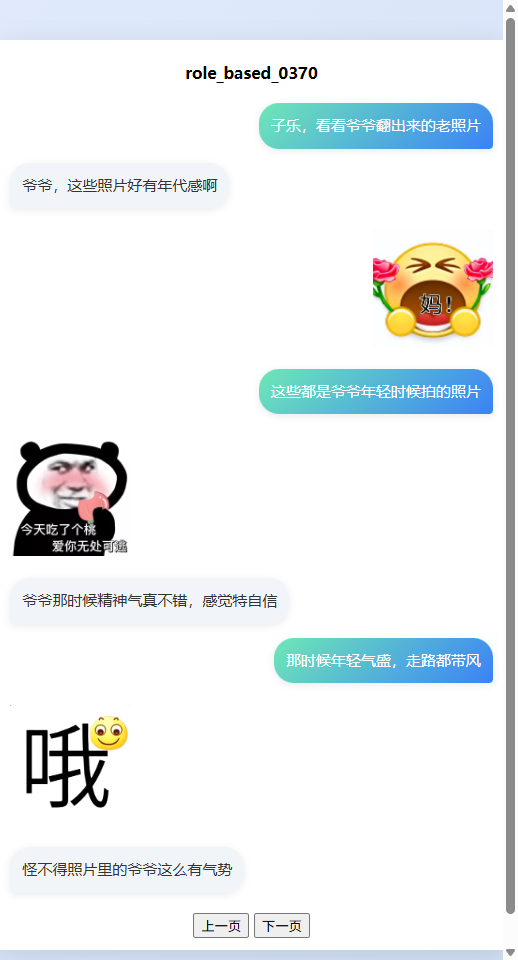 role_based_0370
子乐，看看爷爷翻出来的老照片
爷爷，这些照片好有年代感啊
妈！
这些都是爷爷年轻时候拍的照片
今天吃了个桃
爱你无处可逃
爷爷那时候精神气真不错，感觉特自信
那时候年轻气盛，走路都带风
哦
怪不得照片里的爷爷这么有气势
上一页 下一页